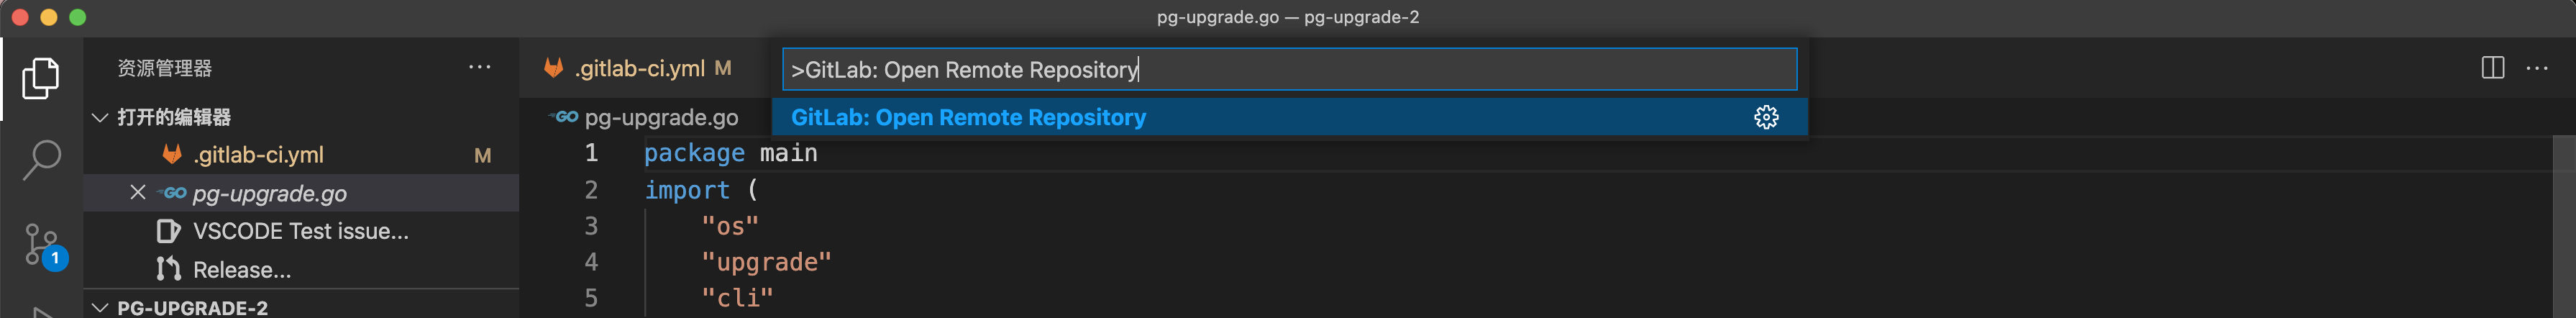 pg-upgrade.go — pg-upgrade-2
资源管理器
打开的编辑器
.gitlab-ci.yml M
GO pg-upgrade.go
VSCODE Test issue...
Release...
PG-UPGRADE-2
1
.gitlab-ci.yml M
>GitLab: Open Remote Repository
GitLab: Open Remote Repository
GO pg-upgrade.go
1 package main
2 import (
3 "os"
4 "upgrade"
5 "cli"